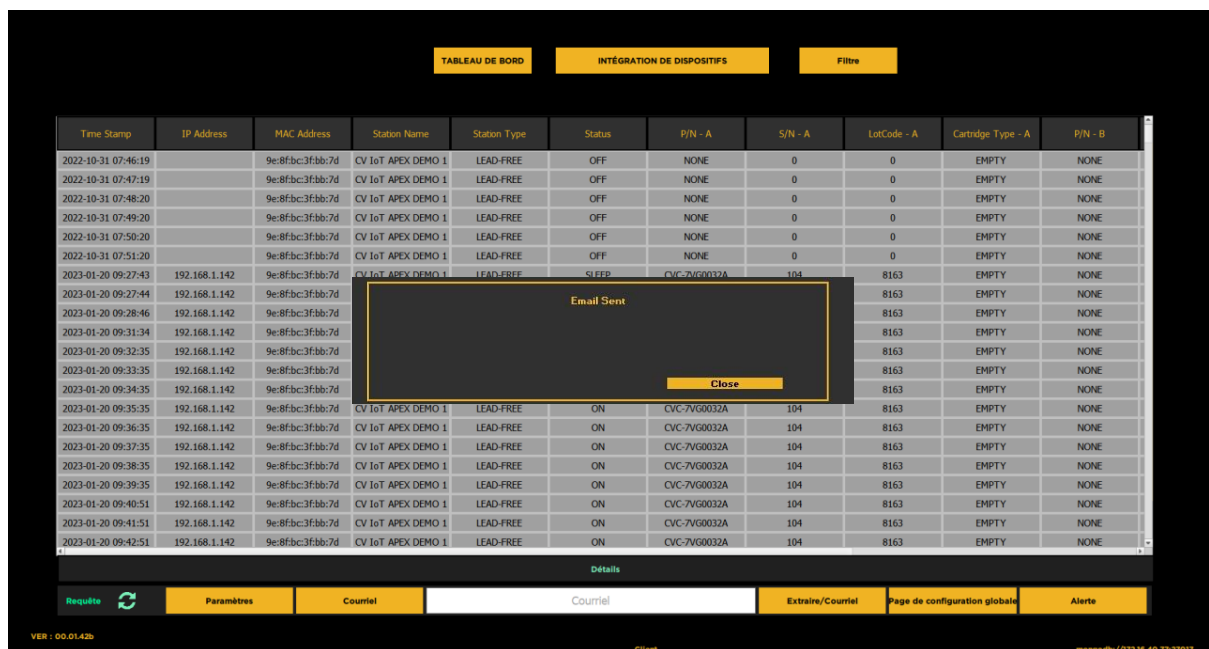 TABLEAU DE BORD INTÉGRATION DE DISPOSITIFS Filtre
Time Stamp IP Address MAC Address Station Name Station Type Status P/N - A S/N - A LotCode - A Cartridge Type - A P/N - B
2022-10-31 07:46:19 9e:8f:bc:3f:bb:7d CV IoT APEX DEMO 1 LEAD-FREE OFF NONE 0 0 EMPTY NONE
2022-10-31 07:47:19 9e:8f:bc:3f:bb:7d CV IoT APEX DEMO 1 LEAD-FREE OFF NONE 0 0 EMPTY NONE
2022-10-31 07:48:20 9e:8f:bc:3f:bb:7d CV IoT APEX DEMO 1 LEAD-FREE OFF NONE 0 0 EMPTY NONE
2022-10-31 07:49:20 9e:8f:bc:3f:bb:7d CV IoT APEX DEMO 1 LEAD-FREE OFF NONE 0 0 EMPTY NONE
2022-10-31 07:50:20 9e:8f:bc:3f:bb:7d CV IoT APEX DEMO 1 LEAD-FREE OFF NONE 0 0 EMPTY NONE
2022-10-31 07:51:20 9e:8f:bc:3f:bb:7d CV IoT APEX DEMO 1 LEAD-FREE OFF NONE 0 0 EMPTY NONE
2023-01-20 09:27:43 192.168.1.142 9e:8f:bc:3f:bb:7d CV IoT APEX DEMO 1 LEAD-FREE SLEEP CVC-7VG0032A 104 8163 EMPTY NONE
2023-01-20 09:27:44 192.168.1.142 9e:8f:bc:3f:bb:7d 8163 EMPTY NONE
Email Sent
2023-01-20 09:28:46 192.168.1.142 9e:8f:bc:3f:bb:7d 8163 EMPTY NONE
2023-01-20 09:31:34 192.168.1.142 9e:8f:bc:3f:bb:7d 8163 EMPTY NONE
2023-01-20 09:32:35 192.168.1.142 9e:8f:bc:3f:bb:7d 8163 EMPTY NONE
2023-01-20 09:33:35 192.168.1.142 9e:8f:bc:3f:bb:7d 8163 EMPTY NONE
2023-01-20 09:34:35 192.168.1.142 9e:8f:bc:3f:bb:7d 8163 EMPTY NONE
Close
2023-01-20 09:35:35 192.168.1.142 9e:8f:bc:3f:bb:7d CV IoT APEX DEMO 1 LEAD-FREE ON CVC-7VG0032A 104 8163 EMPTY NONE
2023-01-20 09:36:35 192.168.1.142 9e:8f:bc:3f:bb:7d CV IoT APEX DEMO 1 LEAD-FREE ON CVC-7VG0032A 104 8163 EMPTY NONE
2023-01-20 09:37:35 192.168.1.142 9e:8f:bc:3f:bb:7d CV IoT APEX DEMO 1 LEAD-FREE ON CVC-7VG0032A 104 8163 EMPTY NONE
2023-01-20 09:38:35 192.168.1.142 9e:8f:bc:3f:bb:7d CV IoT APEX DEMO 1 LEAD-FREE ON CVC-7VG0032A 104 8163 EMPTY NONE
2023-01-20 09:39:35 192.168.1.142 9e:8f:bc:3f:bb:7d CV IoT APEX DEMO 1 LEAD-FREE ON CVC-7VG0032A 104 8163 EMPTY NONE
2023-01-20 09:40:51 192.168.1.142 9e:8f:bc:3f:bb:7d CV IoT APEX DEMO 1 LEAD-FREE ON CVC-7VG0032A 104 8163 EMPTY NONE
2023-01-20 09:41:51 192.168.1.142 9e:8f:bc:3f:bb:7d CV IoT APEX DEMO 1 LEAD-FREE ON CVC-7VG0032A 104 8163 EMPTY NONE
2023-01-20 09:42:51 192.168.1.142 9e:8f:bc:3f:bb:7d CV IoT APEX DEMO 1 LEAD-FREE ON CVC-7VG0032A 104 8163 EMPTY NONE
Détails
Requête Paramètres Courriel Courriel Extraire/Courriel Page de configuration globale Alerte
VER : 00.01.42b
Client